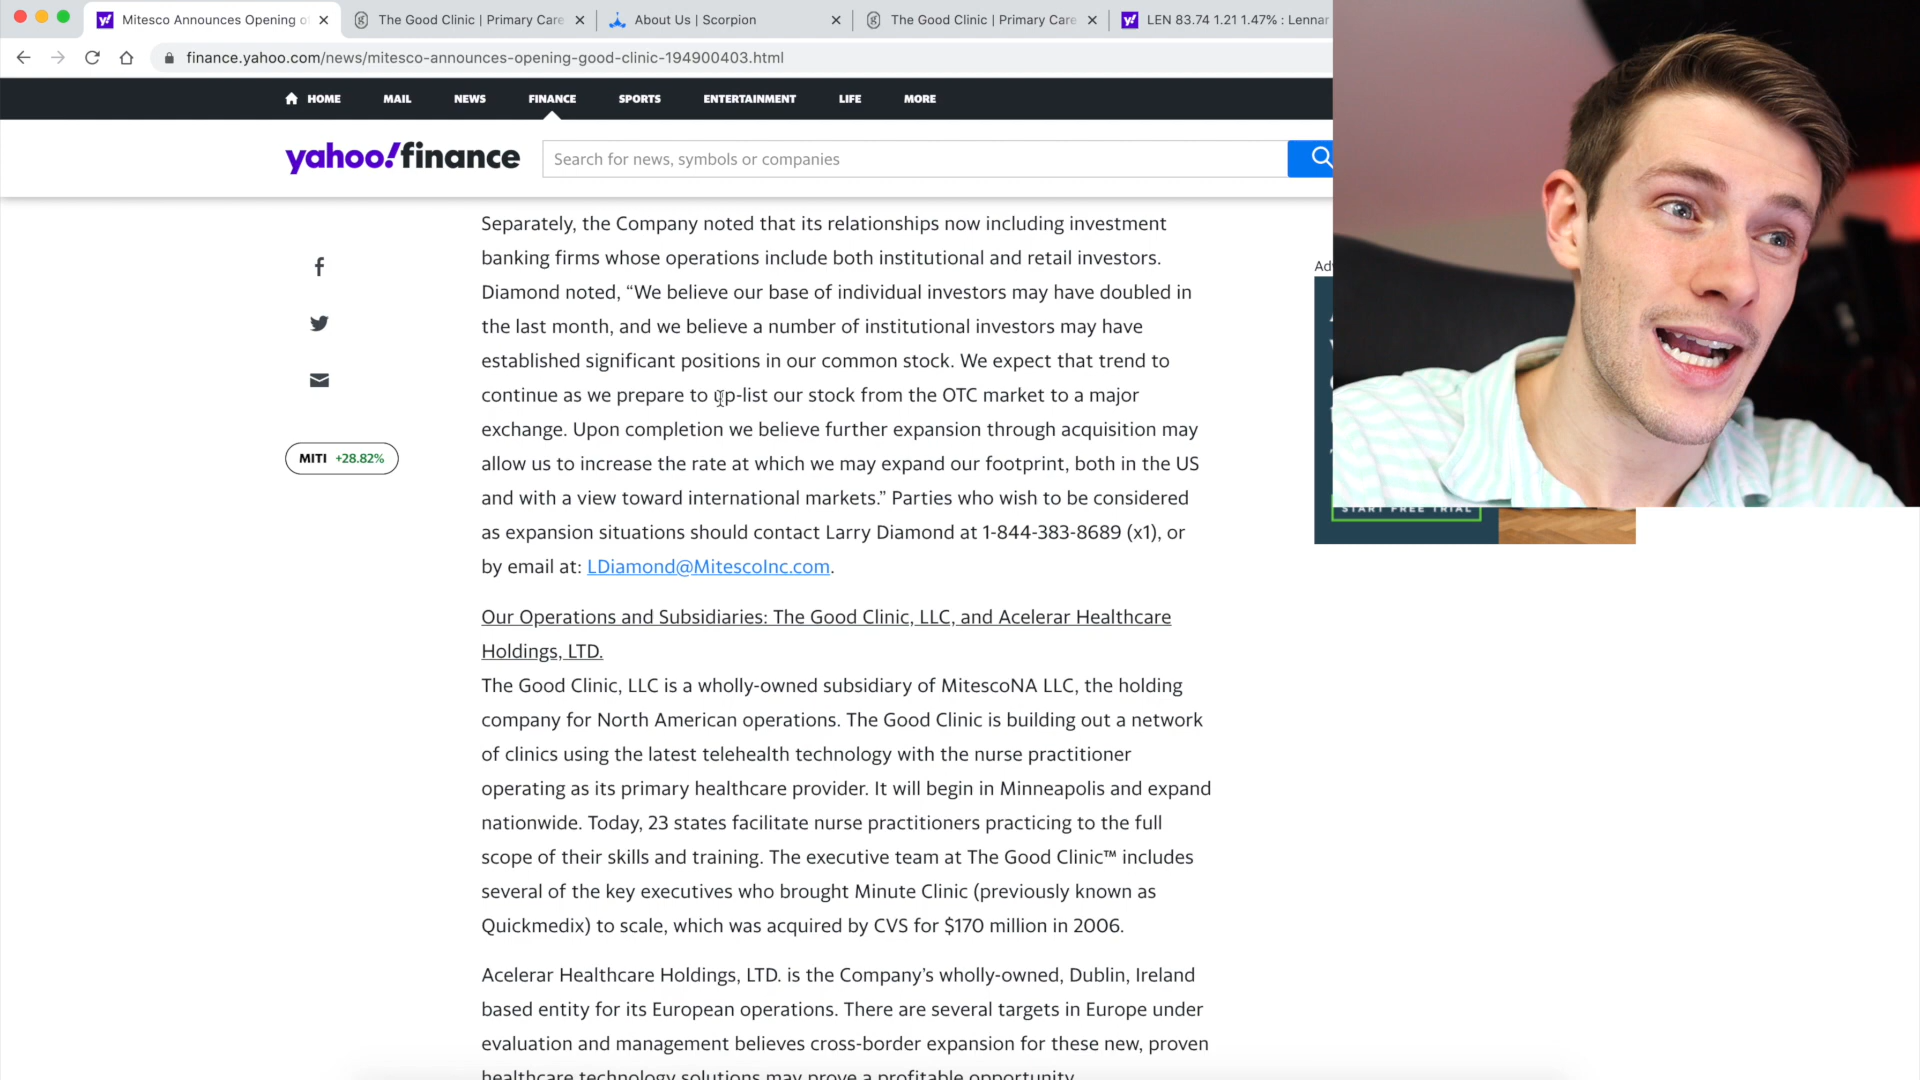 Mitesco Announces Opening o
The Good Clinic | Primary Care
About Us | Scorpion
The Good Clinic | Primary Care
LEN 83.74 1.21 1.47% : Lennar
finance.yahoo.com/news/mitesco-announces-opening-good-clinic-194900403.html
HOME MAIL NEWS FINANCE SPORTS ENTERTAINMENT LIFE MORE
yahoo!finance
Search for news, symbols or companies
Separately, the Company noted that its relationships now including investment
banking firms whose operations include both institutional and retail investors.
Diamond noted, “We believe our base of individual investors may have doubled in
the last month, and we believe a number of institutional investors may have
established significant positions in our common stock. We expect that trend to
continue as we prepare to up-list our stock from the OTC market to a major
exchange. Upon completion we believe further expansion through acquisition may
allow us to increase the rate at which we may expand our footprint, both in the US
and with a view toward international markets.” Parties who wish to be considered
as expansion situations should contact Larry Diamond at 1-844-383-8689 (x1), or
by email at: LDiamond@MitescoInc.com.
MITI +28.82%
Our Operations and Subsidiaries: The Good Clinic, LLC, and Acelerar Healthcare
Holdings, LTD.
The Good Clinic, LLC is a wholly-owned subsidiary of MitescoNA LLC, the holding
company for North American operations. The Good Clinic is building out a network
of clinics using the latest telehealth technology with the nurse practitioner
operating as its primary healthcare provider. It will begin in Minneapolis and expand
nationwide. Today, 23 states facilitate nurse practitioners practicing to the full
scope of their skills and training. The executive team at The Good Clinic™ includes
several of the key executives who brought Minute Clinic (previously known as
Quickmedix) to scale, which was acquired by CVS for $170 million in 2006.
Acelerar Healthcare Holdings, LTD. is the Company’s wholly-owned, Dublin, Ireland
based entity for its European operations. There are several targets in Europe under
evaluation and management believes cross-border expansion for these new, proven
healthcare technology solutions may prove a profitable opportunity.
START FREE TRIAL